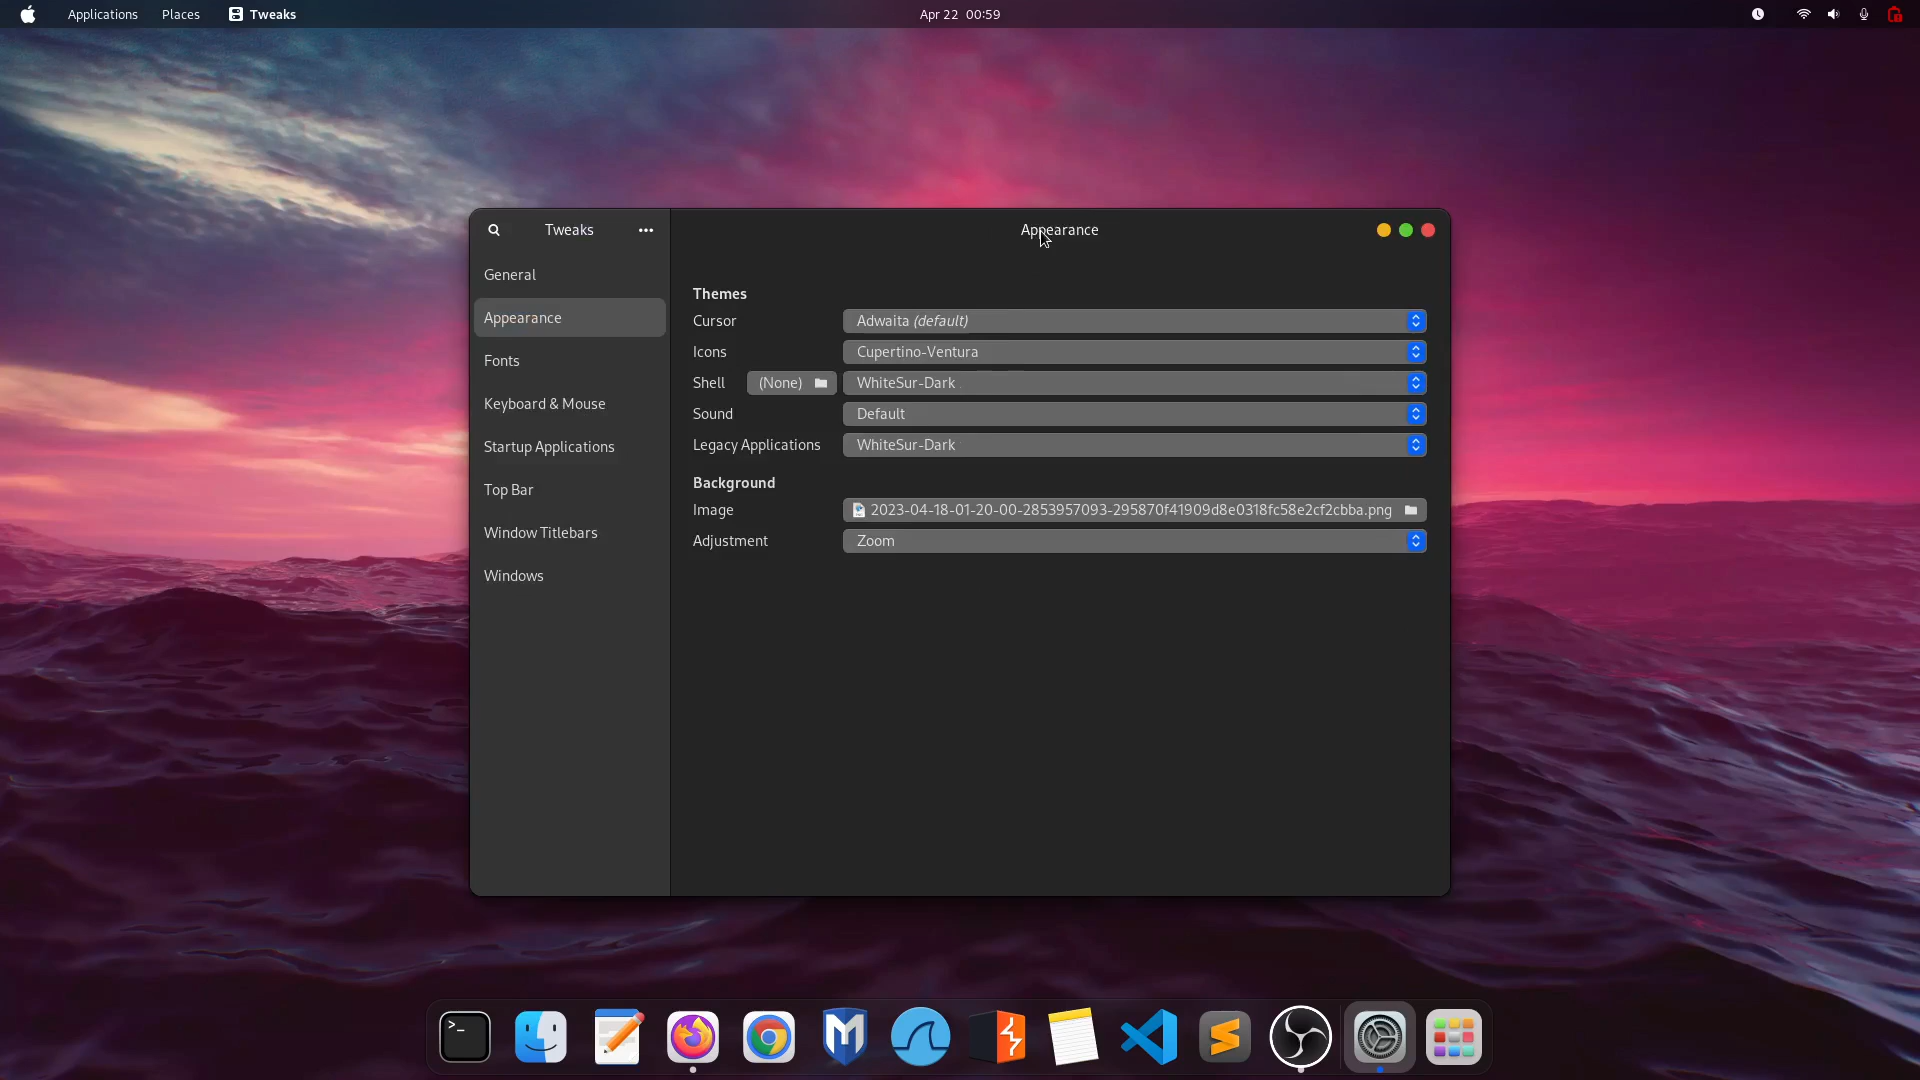 Applications Places Tweaks Apr 22 00:59
Tweaks ••• Appearance
General
Appearance
Fonts
Keyboard & Mouse
Startup Applications
Top Bar
Window Titlebars
Windows
Themes
Cursor Adwaita (default)
Icons Cupertino-Ventura
Shell (None) WhiteSur-Dark
Sound Default
Legacy Applications WhiteSur-Dark
Background
Image 2023-04-18-01-20-00-2853957093-295870f41909d8e0318fc58e2cf2cbba.png
Adjustment Zoom
>_